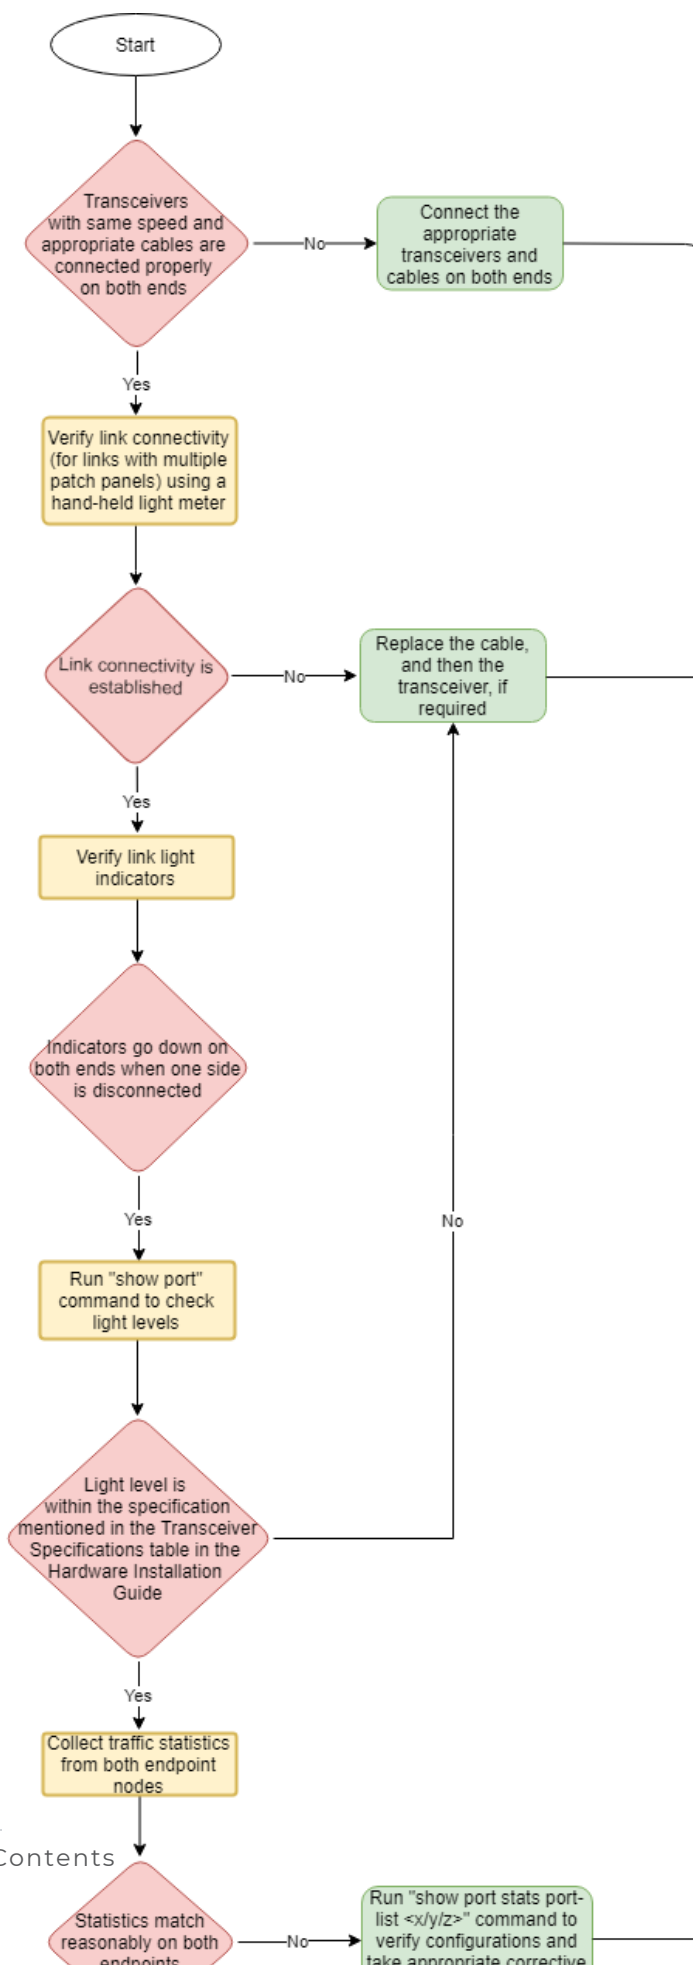 Start
Transceivers
with same speed and
appropriate cables are
connected properly
on both ends
No
Connect the
appropriate
transceivers and
cables on both ends
Yes
Verify link connectivity
(for links with multiple
patch panels) using a
hand-held light meter
Link connectivity is
established
No
Replace the cable,
and then the
transceiver, if
required
Yes
Verify link light
indicators
Indicators go down on
both ends when one side
is disconnected
Yes
No
Run "show port"
command to check
light levels
Light level is
within the specification
mentioned in the Transceiver
Specifications table in the
Hardware Installation
Guide
Yes
Collect traffic statistics
from both endpoint
nodes
Contents
Statistics match
reasonably on both
endpoints
No
Run "show port stats port-
list <x/y/z>" command to
verify configurations and
take appropriate corrective